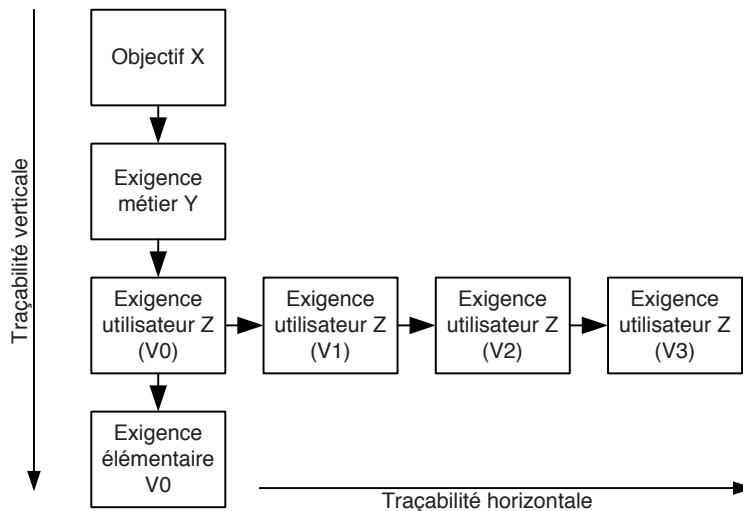 Objectif X
Traçabilité verticale
Exigence
métier Y
Exigence
utilisateur Z
(V0)
Exigence
utilisateur Z
(V1)
Exigence
utilisateur Z
(V2)
Exigence
utilisateur Z
(V3)
Exigence
élémentaire
V0
Traçabilité horizontale